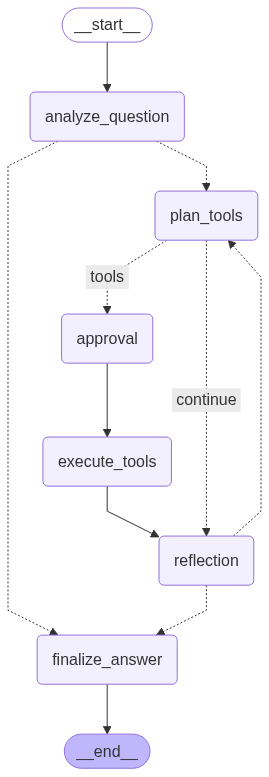 __start__
analyze_question
plan_tools
tools
approval
continue
execute_tools
reflection
finalize_answer
__end__